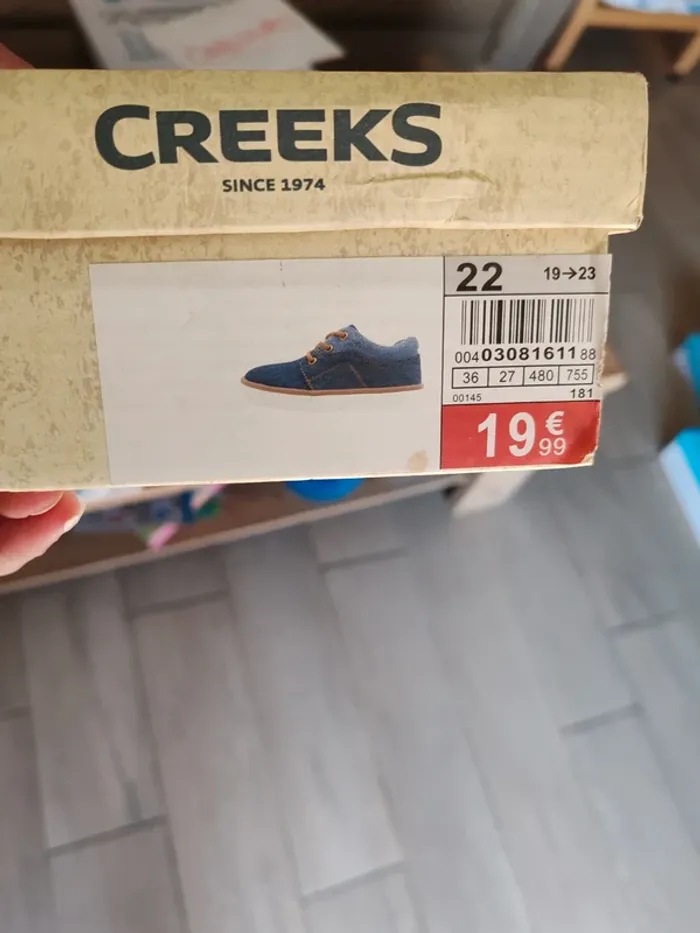 CREEKS
SINCE 1974
22 19→23
0040308161188
36 27 480 755
00145 181
19€99